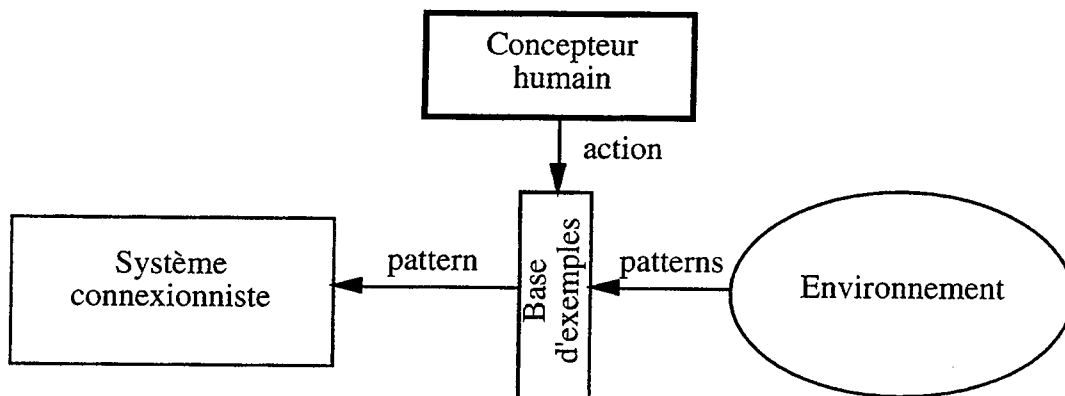 Concepteur
humain
action
Système
connexionniste
pattern
Base
d'exemples
patterns
Environnement